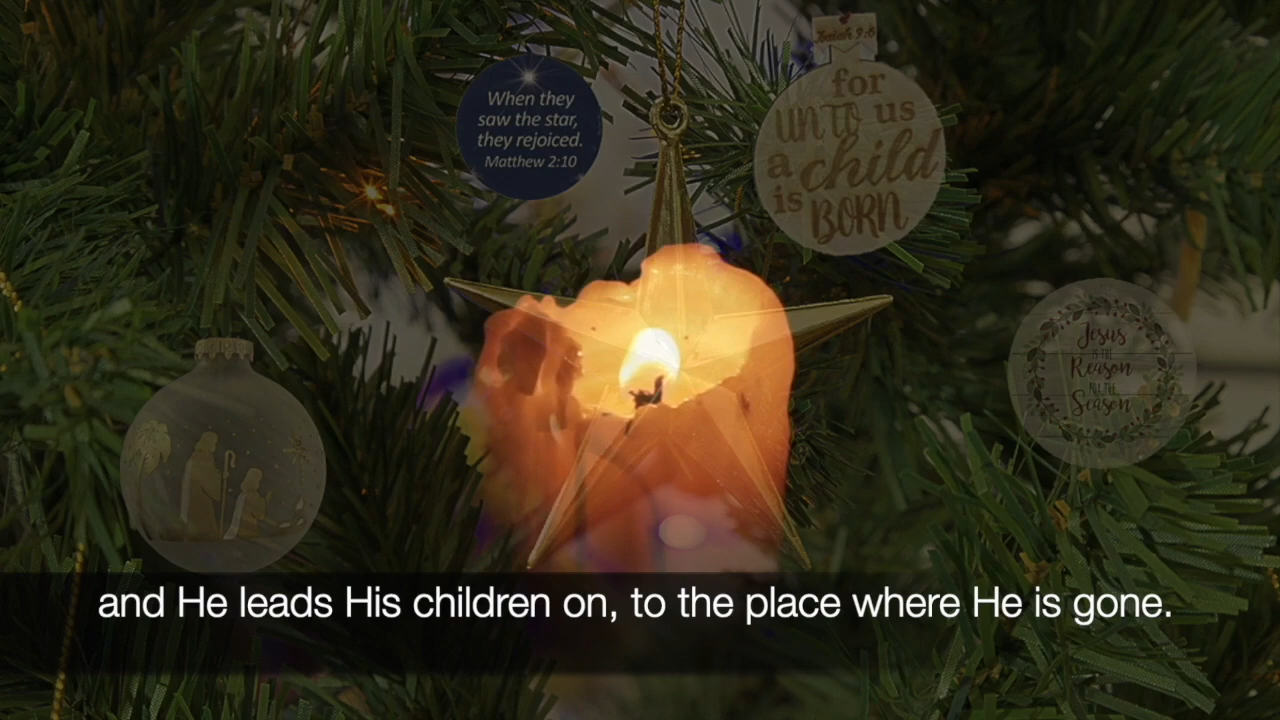 When they
saw the star,
they rejoiced.
Matthew 2:10
Isaiah 9:6
for
UNTO us
a child
is BORN
Jesus
IS THE
Reason
FOR THE
Season
and He leads His children on, to the place where He is gone.